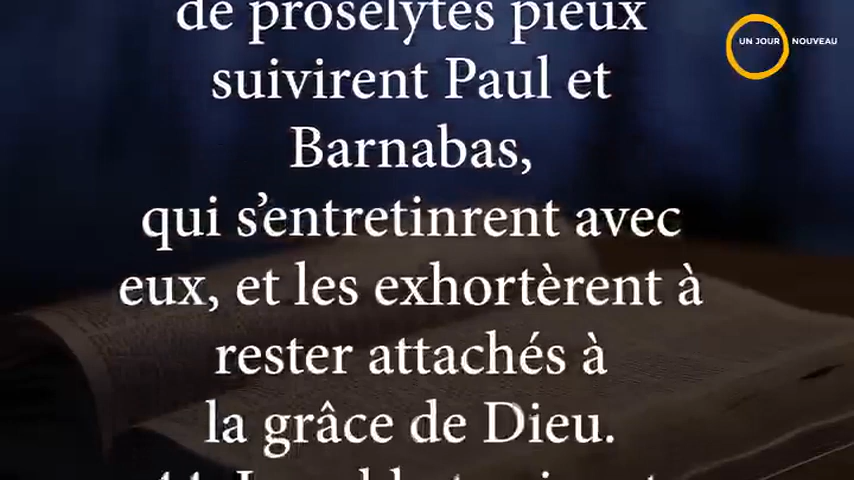 UN JOUR NOUVEAU
de prosélytes pieux
suivirent Paul et
Barnabas,
qui s’entretinrent avec
eux, et les exhortèrent à
rester attachés à
la grâce de Dieu.